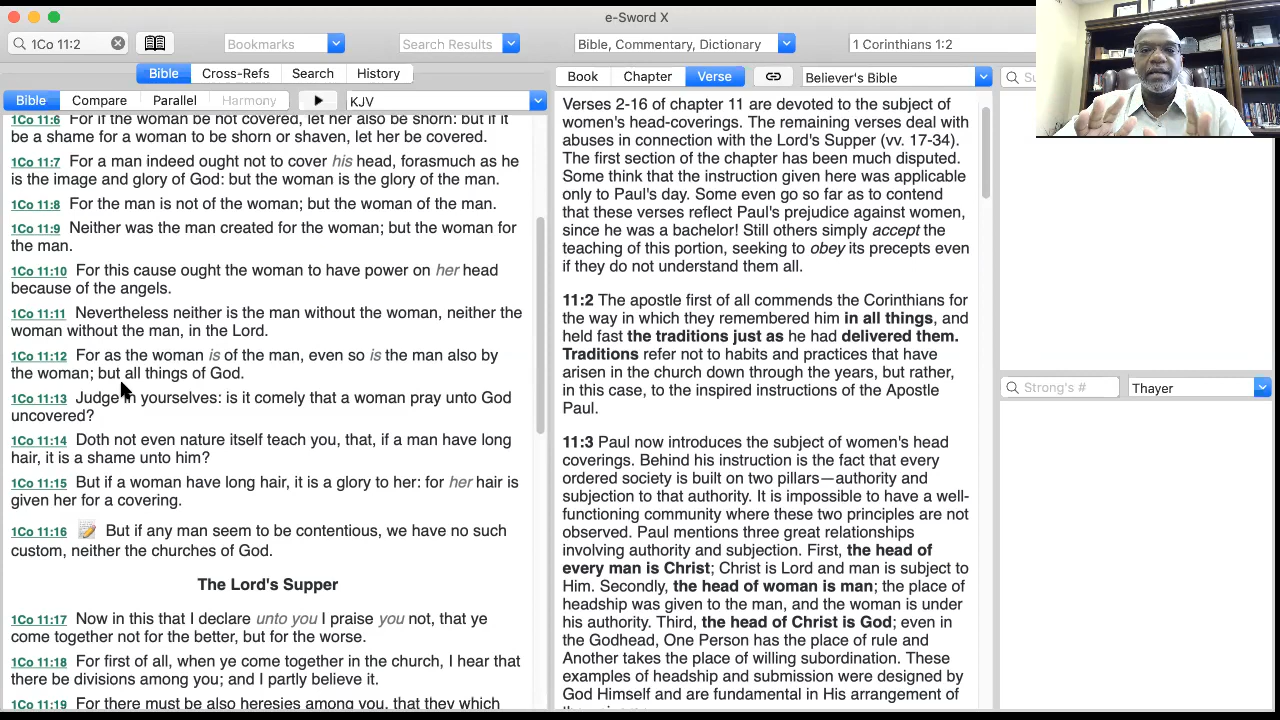 e-Sword X
1Co 11:2
Bookmarks
Search Results
Bible, Commentary, Dictionary
1 Corinthians 1:2
Bible
Cross-Refs
Search
History
Book
Chapter
Verse
Believer's Bible
Bible
Compare
Parallel
Harmony
KJV
1Co 11:6 For if the woman be not covered, let her also be shorn: but if it
be a shame for a woman to be shorn or shaven, let her be covered.
1Co 11:7 For a man indeed ought not to cover his head, forasmuch as he
is the image and glory of God: but the woman is the glory of the man.
1Co 11:8 For the man is not of the woman; but the woman of the man.
1Co 11:9 Neither was the man created for the woman; but the woman for
the man.
1Co 11:10 For this cause ought the woman to have power on her head
because of the angels.
1Co 11:11 Nevertheless neither is the man without the woman, neither the
woman without the man, in the Lord.
1Co 11:12 For as the woman is of the man, even so is the man also by
the woman; but all things of God.
1Co 11:13 Judge in yourselves: is it comely that a woman pray unto God
uncovered?
1Co 11:14 Doth not even nature itself teach you, that, if a man have long
hair, it is a shame unto him?
1Co 11:15 But if a woman have long hair, it is a glory to her: for her hair is
given her for a covering.
1Co 11:16 But if any man seem to be contentious, we have no such
custom, neither the churches of God.
The Lord's Supper
1Co 11:17 Now in this that I declare unto you I praise you not, that ye
come together not for the better, but for the worse.
1Co 11:18 For first of all, when ye come together in the church, I hear that
there be divisions among you; and I partly believe it.
1Co 11:19 For there must be also heresies among you, that they which
Verses 2-16 of chapter 11 are devoted to the subject of
women's head-coverings. The remaining verses deal with
abuses in connection with the Lord's Supper (vv. 17-34).
The first section of the chapter has been much disputed.
Some think that the instruction given here was applicable
only to Paul's day. Some even go so far as to contend
that these verses reflect Paul's prejudice against women,
since he was a bachelor! Still others simply accept the
teaching of this portion, seeking to obey its precepts even
if they do not understand them all.
11:2 The apostle first of all commends the Corinthians for
the way in which they remembered him in all things, and
held fast the traditions just as he had delivered them.
Traditions refer not to habits and practices that have
arisen in the church down through the years, but rather,
in this case, to the inspired instructions of the Apostle
Paul.
11:3 Paul now introduces the subject of women's head
coverings. Behind his instruction is the fact that every
ordered society is built on two pillars—authority and
subjection to that authority. It is impossible to have a well-
functioning community where these two principles are not
observed. Paul mentions three great relationships
involving authority and subjection. First, the head of
every man is Christ; Christ is Lord and man is subject to
Him. Secondly, the head of woman is man; the place of
headship was given to the man, and the woman is under
his authority. Third, the head of Christ is God; even in
the Godhead, One Person has the place of rule and
Another takes the place of willing subordination. These
examples of headship and submission were designed by
God Himself and are fundamental in His arrangement of
Strong's #
Thayer